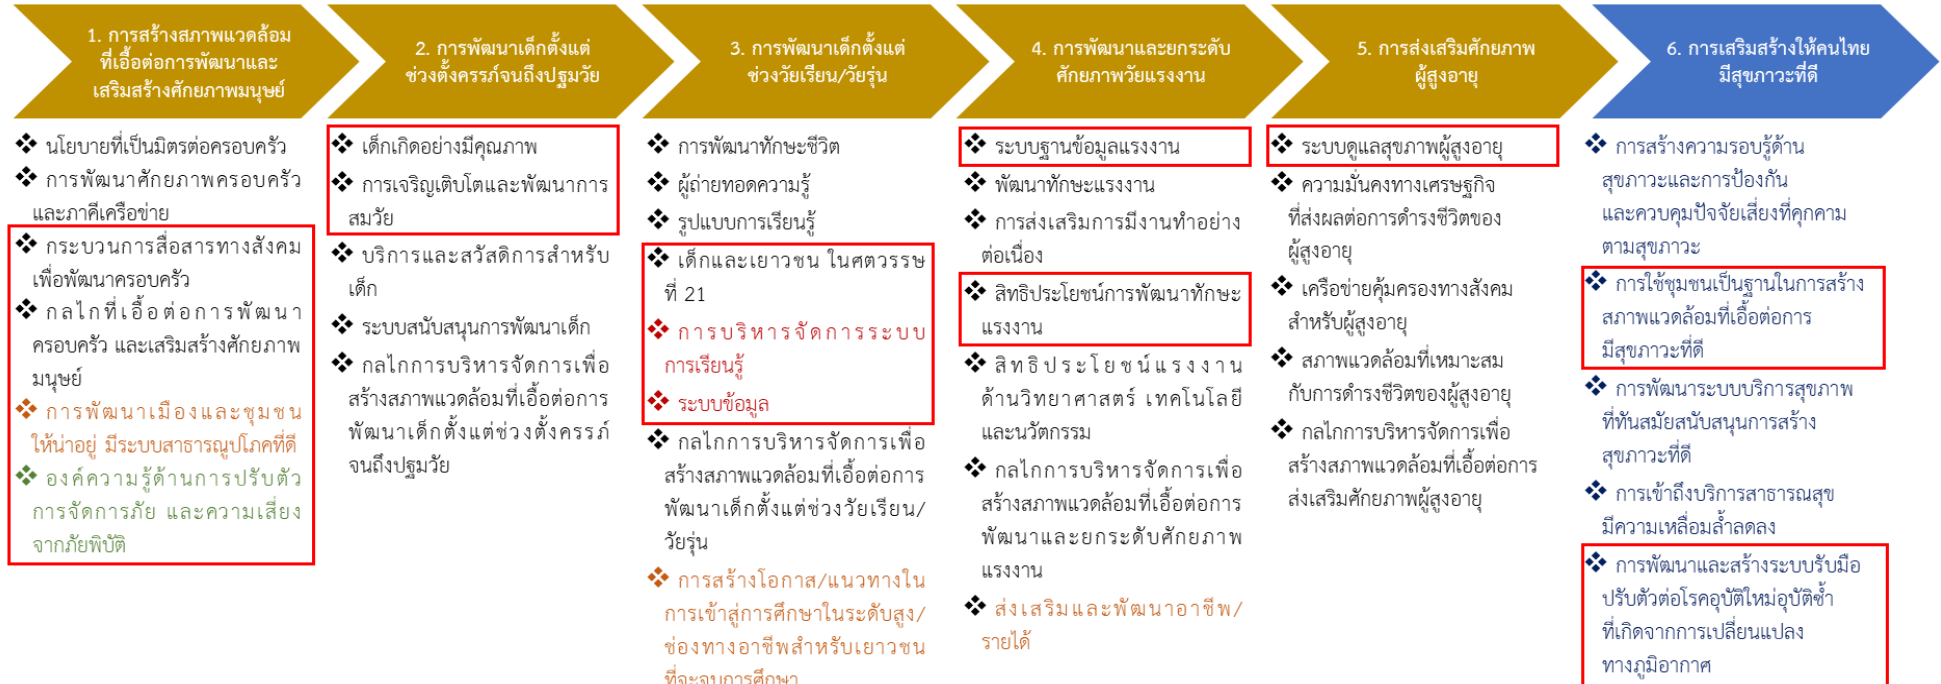 1. การสร้างสภาพแวดล้อม
ที่เอื้อต่อการพัฒนาและ
เสริมสร้างศักยภาพมนุษย์
2. การพัฒนาเด็กตั้งแต่
ช่วงตั้งครรภ์จนถึงปฐมวัย
3. การพัฒนาเด็กตั้งแต่
ช่วงวัยเรียน/วัยรุ่น
4. การพัฒนาและยกระดับ
ศักยภาพวัยแรงงาน
5. การส่งเสริมศักยภาพ
ผู้สูงอายุ
6. การเสริมสร้างให้คนไทย
มีสุขภาวะที่ดี
❖ นโยบายที่เป็นมิตรต่อครอบครัว
❖ การพัฒนาศักยภาพครอบครัว
และภาคีเครือข่าย
❖ กระบวนการสื่อสารทางสังคม
เพื่อพัฒนาครอบครัว
❖ กลไกที่เอื้อต่อการพัฒนา
ครอบครัว และเสริมสร้างศักยภาพ
มนุษย์
❖ การพัฒนาเมืองและชุมชน
ให้น่าอยู่ มีระบบสาธารณูปโภคที่ดี
❖ องค์ความรู้ด้านการปรับตัว
การจัดการภัย และความเสี่ยง
จากภัยพิบัติ
❖ เด็กเกิดอย่างมีคุณภาพ
❖ การเจริญเติบโตและพัฒนาการ
สมวัย
❖ บริการและสวัสดิการสำหรับ
เด็ก
❖ ระบบสนับสนุนการพัฒนาเด็ก
❖ กลไกการบริหารจัดการเพื่อ
สร้างสภาพแวดล้อมที่เอื้อต่อการ
พัฒนาเด็กตั้งแต่ช่วงตั้งครรภ์
จนถึงปฐมวัย
❖ การพัฒนาทักษะชีวิต
❖ ผู้ถ่ายทอดความรู้
❖ รูปแบบการเรียนรู้
❖ เด็กและเยาวชน ในศตวรรษ
ที่ 21
❖ การบริหารจัดการระบบ
การเรียนรู้
❖ ระบบข้อมูล
❖ กลไกการบริหารจัดการเพื่อ
สร้างสภาพแวดล้อมที่เอื้อต่อการ
พัฒนาเด็กตั้งแต่ช่วงวัยเรียน/
วัยรุ่น
❖ การสร้างโอกาส/แนวทางใน
การเข้าสู่การศึกษาในระดับสูง/
ช่องทางอาชีพสำหรับเยาวชน
ที่จะจบการศึกษา
❖ ระบบฐานข้อมูลแรงงาน
❖ พัฒนาทักษะแรงงาน
❖ การส่งเสริมการมีงานทำอย่าง
ต่อเนื่อง
❖ สิทธิประโยชน์การพัฒนาทักษะ
แรงงาน
❖ สิทธิประโยชน์แรงงาน
ด้านวิทยาศาสตร์ เทคโนโลยี
และนวัตกรรม
❖ กลไกการบริหารจัดการเพื่อ
สร้างสภาพแวดล้อมที่เอื้อต่อการ
พัฒนาและยกระดับศักยภาพ
แรงงาน
❖ ส่งเสริมและพัฒนาอาชีพ/
รายได้
❖ ระบบดูแลสุขภาพผู้สูงอายุ
❖ ความมั่นคงทางเศรษฐกิจ
ที่ส่งผลต่อการดำรงชีวิตของ
ผู้สูงอายุ
❖ เครือข่ายคุ้มครองทางสังคม
สำหรับผู้สูงอายุ
❖ สภาพแวดล้อมที่เหมาะสม
กับการดำรงชีวิตของผู้สูงอายุ
❖ กลไกการบริหารจัดการเพื่อ
สร้างสภาพแวดล้อมที่เอื้อต่อการ
ส่งเสริมศักยภาพผู้สูงอายุ
❖ การสร้างความรอบรู้ด้าน
สุขภาวะและการป้องกัน
และควบคุมปัจจัยเสี่ยงที่คุกคาม
ตามสุขภาวะ
❖ การใช้ชุมชนเป็นฐานในการสร้าง
สภาพแวดล้อมที่เอื้อต่อการ
มีสุขภาวะที่ดี
❖ การพัฒนาระบบบริการสุขภาพ
ที่ทันสมัยสนับสนุนการสร้าง
สุขภาวะที่ดี
❖ การเข้าถึงบริการสาธารณสุข
มีความเหลื่อมล้ำลดลง
❖ การพัฒนาและสร้างระบบรับมือ
ปรับตัวต่อโรคอุบัติใหม่อุบัติซ้ำ
ที่เกิดจากการเปลี่ยนแปลง
ทางภูมิอากาศ